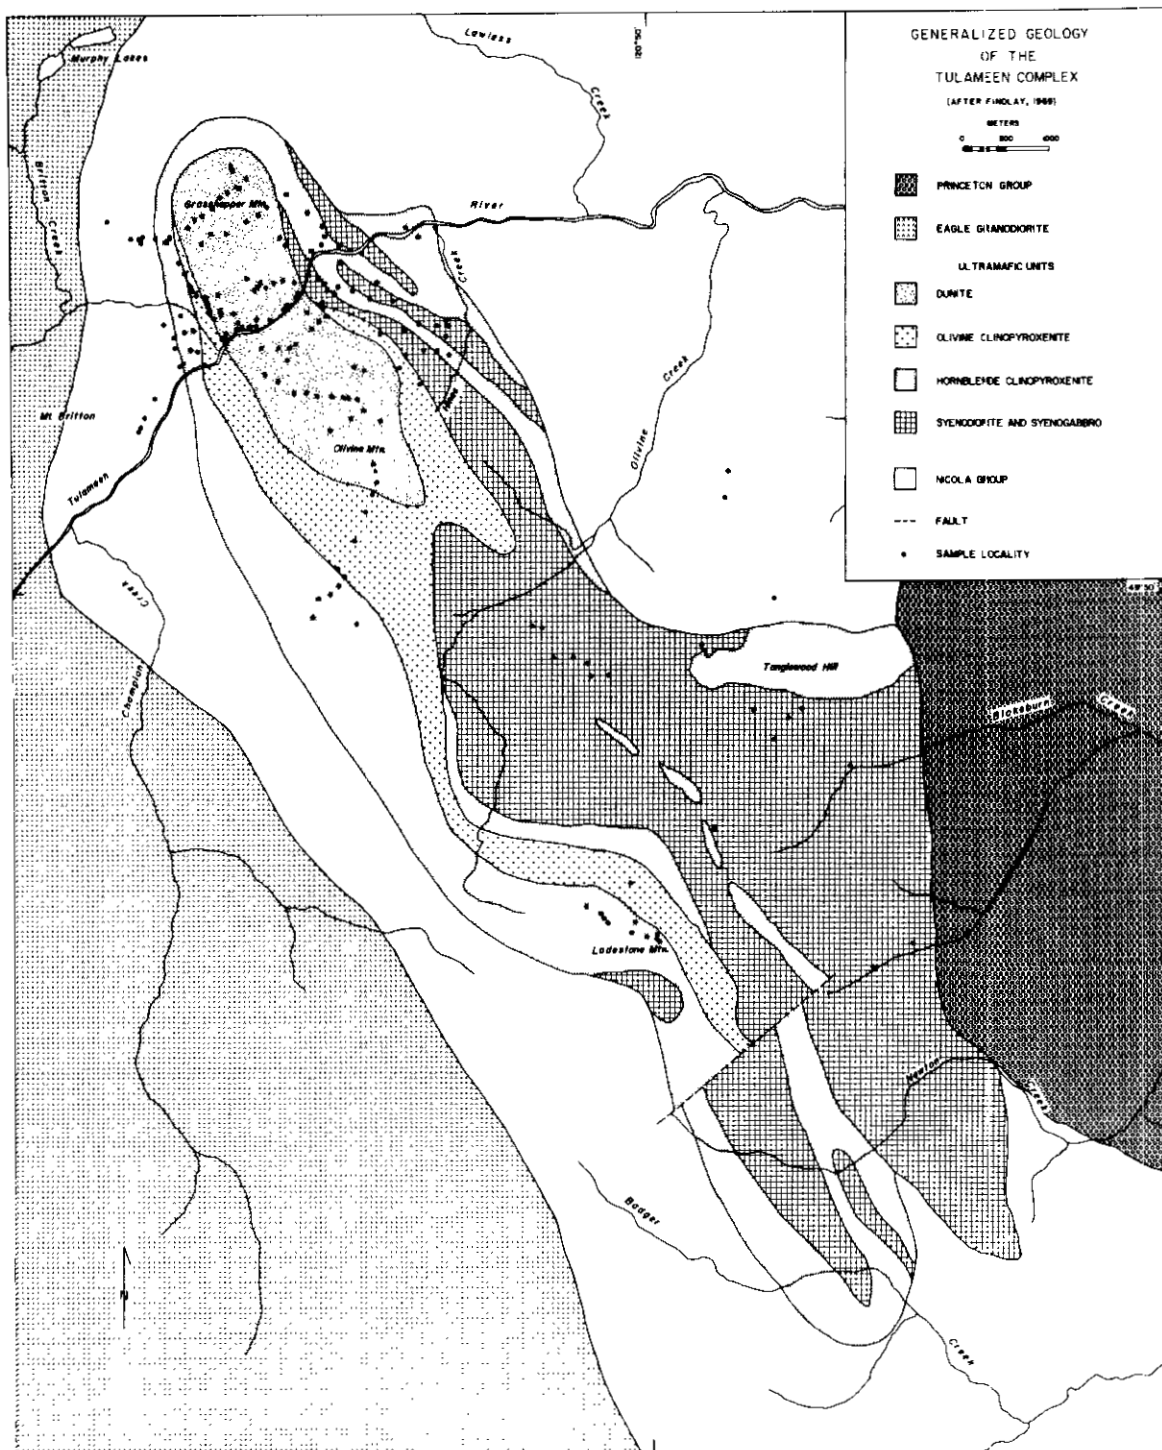 GENERALIZED GEOLOGY
OF THE
TULAMEEN COMPLEX
(AFTER FINDLAY, 1969)
METERS
0 500 1000
PRINCETON GROUP
EAGLE GRANODIORITE
ULTRAMAFIC UNITS
DUNITE
OLIVINE CLINOPYROXENITE
HORNBLENDE CLINOPYROXENITE
SYENODIORITE AND SYENOGABBRO
NICOLA GROUP
FAULT
SAMPLE LOCALITY
Murphy Lakes
Lawless
Creek
Britton
Creek
Grasshopper Mtn.
River
Creek
Olivine
Creek
Mt. Britton
Olivine Mtn.
Tulameen
Champion
Creek
Tanglewood Hill
Blakeburn
Creek
Lodestone Mtn.
Newton
Creek
Badger
Creek
N